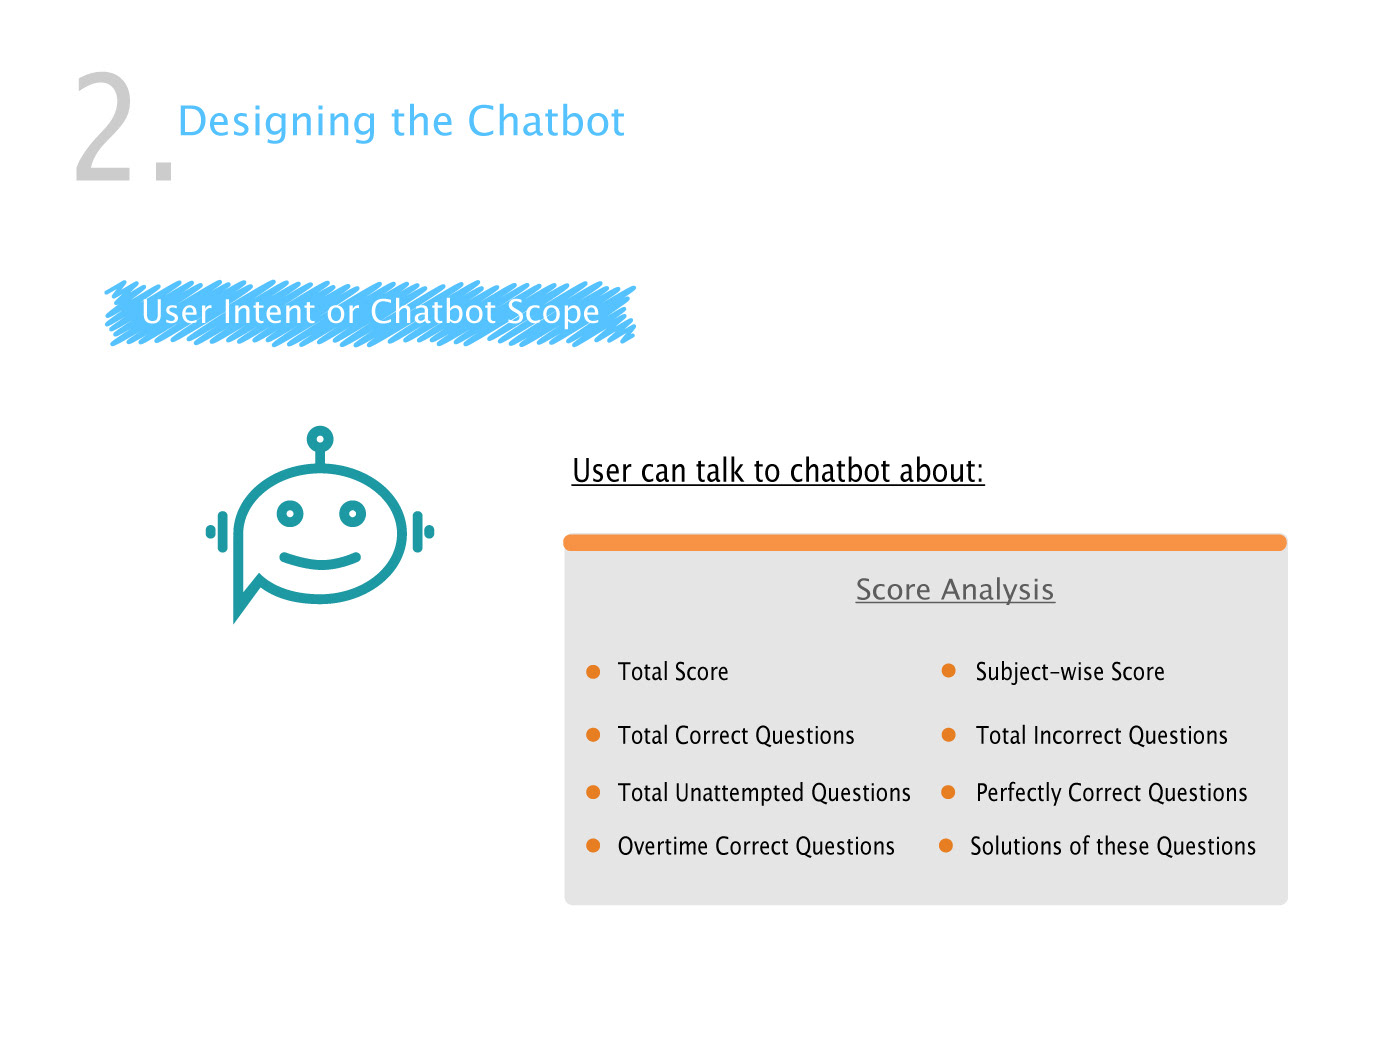 2. Designing the Chatbot
User Intent or Chatbot Scope
User can talk to chatbot about:
Score Analysis
Total Score
Subject-wise Score
Total Correct Questions
Total Incorrect Questions
Total Unattempted Questions
Perfectly Correct Questions
Overtime Correct Questions
Solutions of these Questions